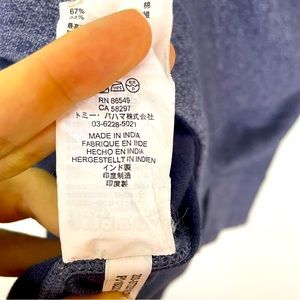 67%
綿
RN 86549
CA 58297
トミー・バハマ株式会社
03-6228-5021
MADE IN INDIA
FABRIQUE EN INDE
HECHO EN INDIA
HERGESTELLT IN INDIEN
インド製
印度制造
印度製